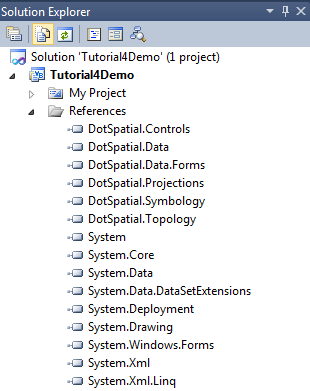 Solution Explorer
Solution 'Tutorial4Demo' (1 project)
Tutorial4Demo
My Project
References
DotSpatial.Controls
DotSpatial.Data
DotSpatial.Data.Forms
DotSpatial.Projections
DotSpatial.Symbology
DotSpatial.Topology
System
System.Core
System.Data
System.Data.DataSetExtensions
System.Deployment
System.Drawing
System.Windows.Forms
System.Xml
System.Xml.Linq